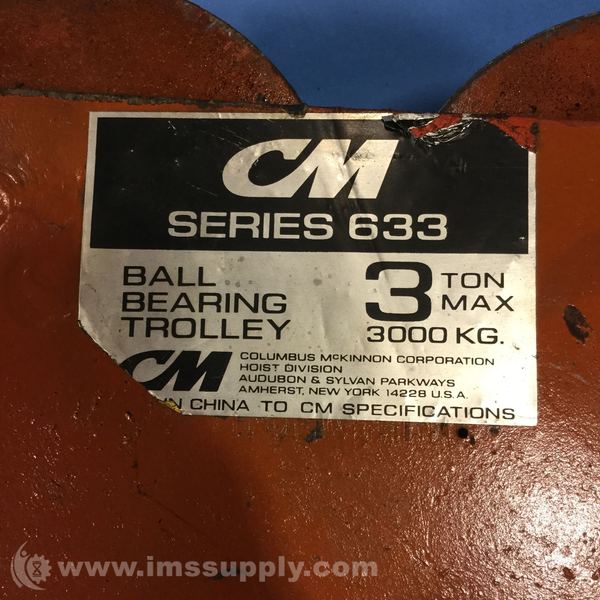 CM
SERIES 633
BALL
BEARING
TROLLEY
3 TON
MAX
3000 KG.
CM
COLUMBUS McKINNON CORPORATION
HOIST DIVISION
AUDUBON & SYLVAN PARKWAYS
AMHERST, NEW YORK 14228 U.S.A.
IN CHINA TO CM SPECIFICATIONS
www.imssupply.com